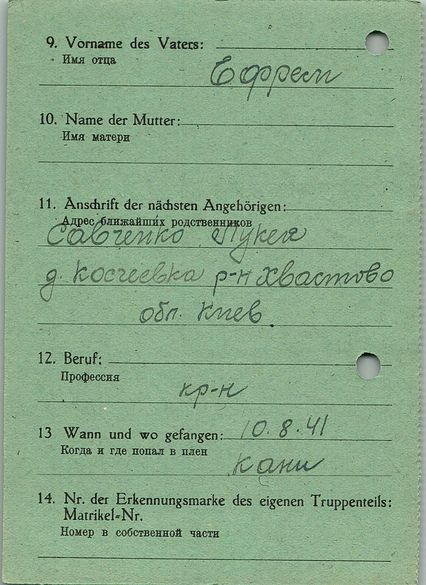 9. Vorname des Vaters:
Имя отца
Ефрем
10. Name der Mutter:
Имя матери
11. Anschrift der nächsten Angehörigen:
Адрес ближайших родственников
Савченко Лукея
д. Косчеевка р-н Хвастово
обл. Киев
12. Beruf:
Профессия
кр-н
13 Wann und wo gefangen: 10.8.41
Когда и где попал в плен
Кани
14. Nr. der Erkennungsmarke des eigenen Truppenteils:
Matrikel-Nr.
Номер в собственной части